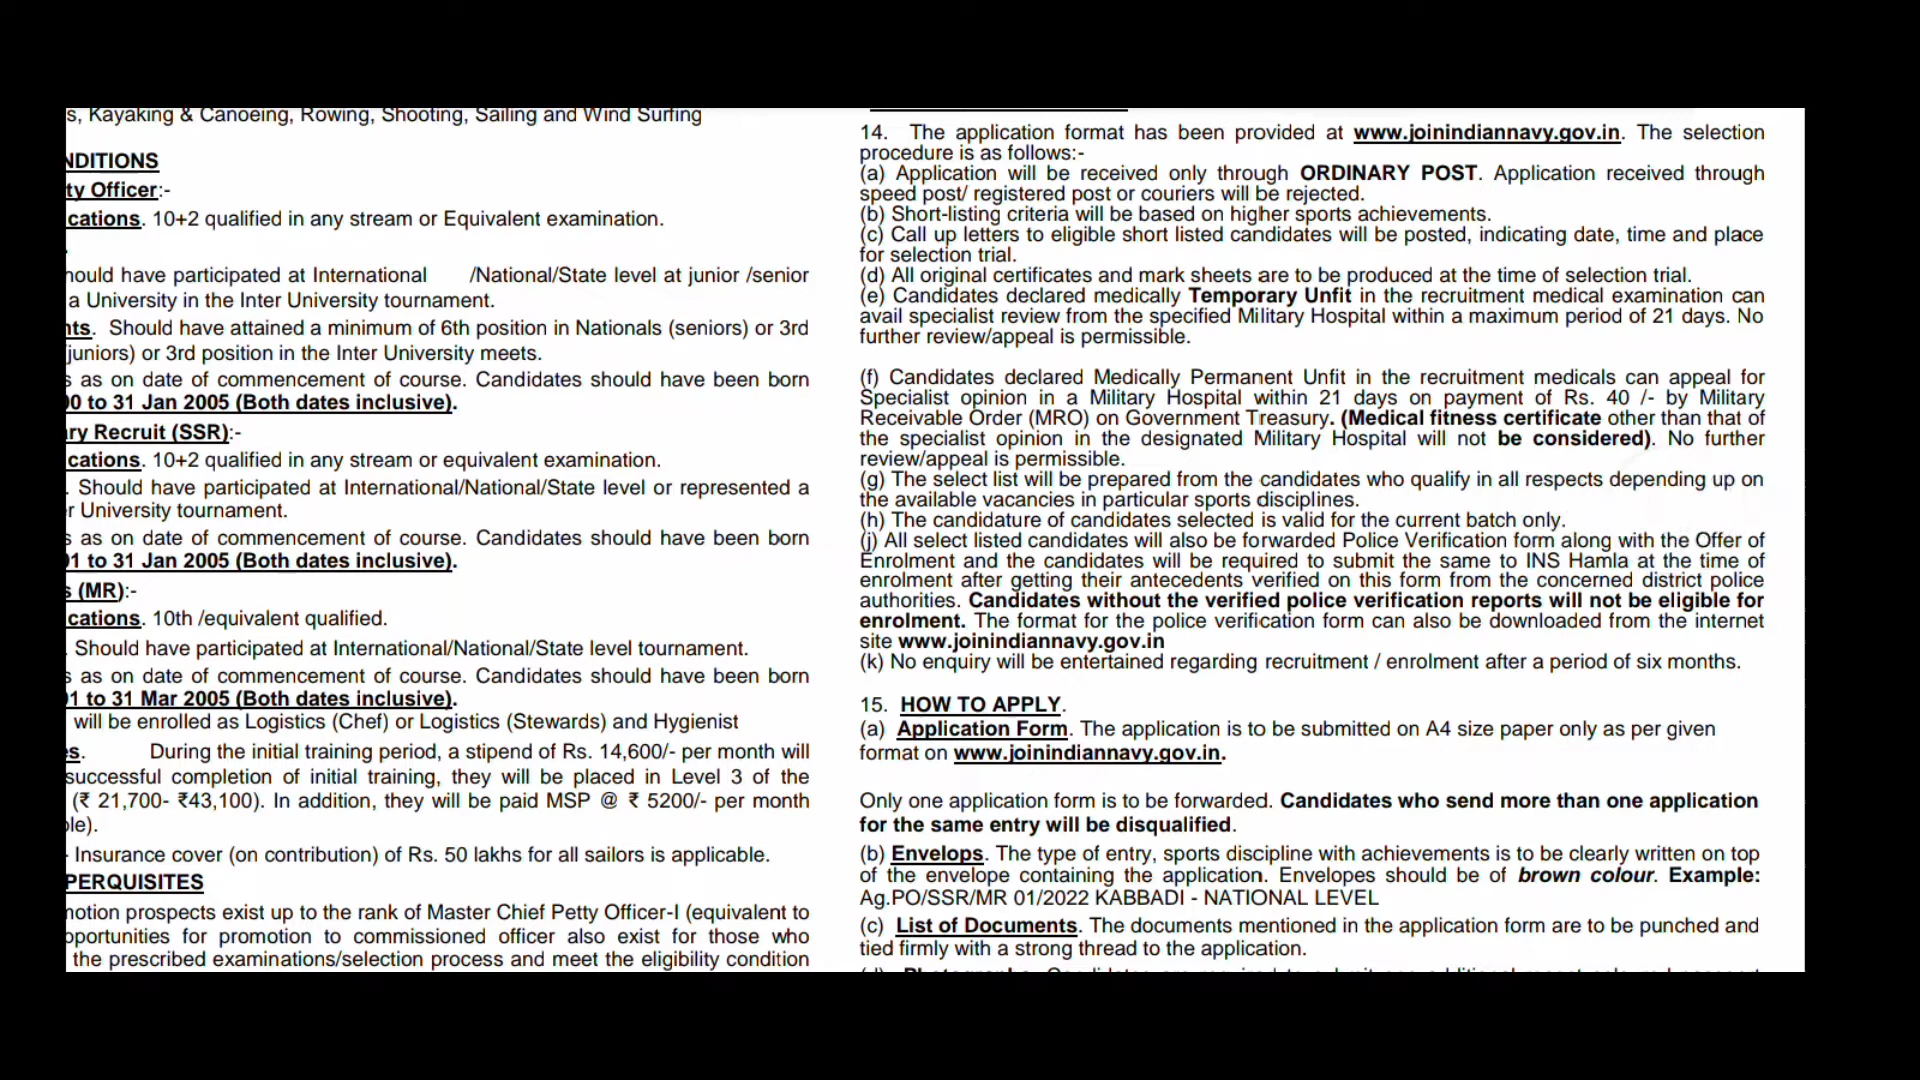 s, Kayaking & Canoeing, Rowing, Shooting, Sailing and Wind Surfing
NDITIONS
ty Officer:-
cations. 10+2 qualified in any stream or Equivalent examination.
.
hould have participated at International /National/State level at junior /senior
a University in the Inter University tournament.
nts. Should have attained a minimum of 6th position in Nationals (seniors) or 3rd
juniors) or 3rd position in the Inter University meets.
s as on date of commencement of course. Candidates should have been born
00 to 31 Jan 2005 (Both dates inclusive).
ry Recruit (SSR):-
cations. 10+2 qualified in any stream or equivalent examination.
. Should have participated at International/National/State level or represented a
r University tournament.
s as on date of commencement of course. Candidates should have been born
01 to 31 Jan 2005 (Both dates inclusive).
s (MR):-
cations. 10th /equivalent qualified.
. Should have participated at International/National/State level tournament.
s as on date of commencement of course. Candidates should have been born
01 to 31 Mar 2005 (Both dates inclusive).
will be enrolled as Logistics (Chef) or Logistics (Stewards) and Hygienist
es. During the initial training period, a stipend of Rs. 14,600/- per month will
successful completion of initial training, they will be placed in Level 3 of the
(₹ 21,700- ₹43,100). In addition, they will be paid MSP @ ₹ 5200/- per month
ble).
- Insurance cover (on contribution) of Rs. 50 lakhs for all sailors is applicable.
PERQUISITES
motion prospects exist up to the rank of Master Chief Petty Officer-I (equivalent to
pportunities for promotion to commissioned officer also exist for those who
the prescribed examinations/selection process and meet the eligibility condition
14. The application format has been provided at www.joinindiannavy.gov.in. The selection
procedure is as follows:-
(a) Application will be received only through ORDINARY POST. Application received through
speed post/ registered post or couriers will be rejected.
(b) Short-listing criteria will be based on higher sports achievements.
(c) Call up letters to eligible short listed candidates will be posted, indicating date, time and place
for selection trial.
(d) All original certificates and mark sheets are to be produced at the time of selection trial.
(e) Candidates declared medically Temporary Unfit in the recruitment medical examination can
avail specialist review from the specified Military Hospital within a maximum period of 21 days. No
further review/appeal is permissible.
(f) Candidates declared Medically Permanent Unfit in the recruitment medicals can appeal for
Specialist opinion in a Military Hospital within 21 days on payment of Rs. 40 /- by Military
Receivable Order (MRO) on Government Treasury. (Medical fitness certificate other than that of
the specialist opinion in the designated Military Hospital will not be considered). No further
review/appeal is permissible.
(g) The select list will be prepared from the candidates who qualify in all respects depending up on
the available vacancies in particular sports disciplines.
(h) The candidature of candidates selected is valid for the current batch only.
(j) All select listed candidates will also be forwarded Police Verification form along with the Offer of
Enrolment and the candidates will be required to submit the same to INS Hamla at the time of
enrolment after getting their antecedents verified on this form from the concerned district police
authorities. Candidates without the verified police verification reports will not be eligible for
enrolment. The format for the police verification form can also be downloaded from the internet
site www.joinindiannavy.gov.in
(k) No enquiry will be entertained regarding recruitment / enrolment after a period of six months.
15. HOW TO APPLY.
(a) Application Form. The application is to be submitted on A4 size paper only as per given
format on www.joinindiannavy.gov.in.
Only one application form is to be forwarded. Candidates who send more than one application
for the same entry will be disqualified.
(b) Envelops. The type of entry, sports discipline with achievements is to be clearly written on top
of the envelope containing the application. Envelopes should be of brown colour. Example:
Ag.PO/SSR/MR 01/2022 KABBADI - NATIONAL LEVEL
(c) List of Documents. The documents mentioned in the application form are to be punched and
tied firmly with a strong thread to the application.